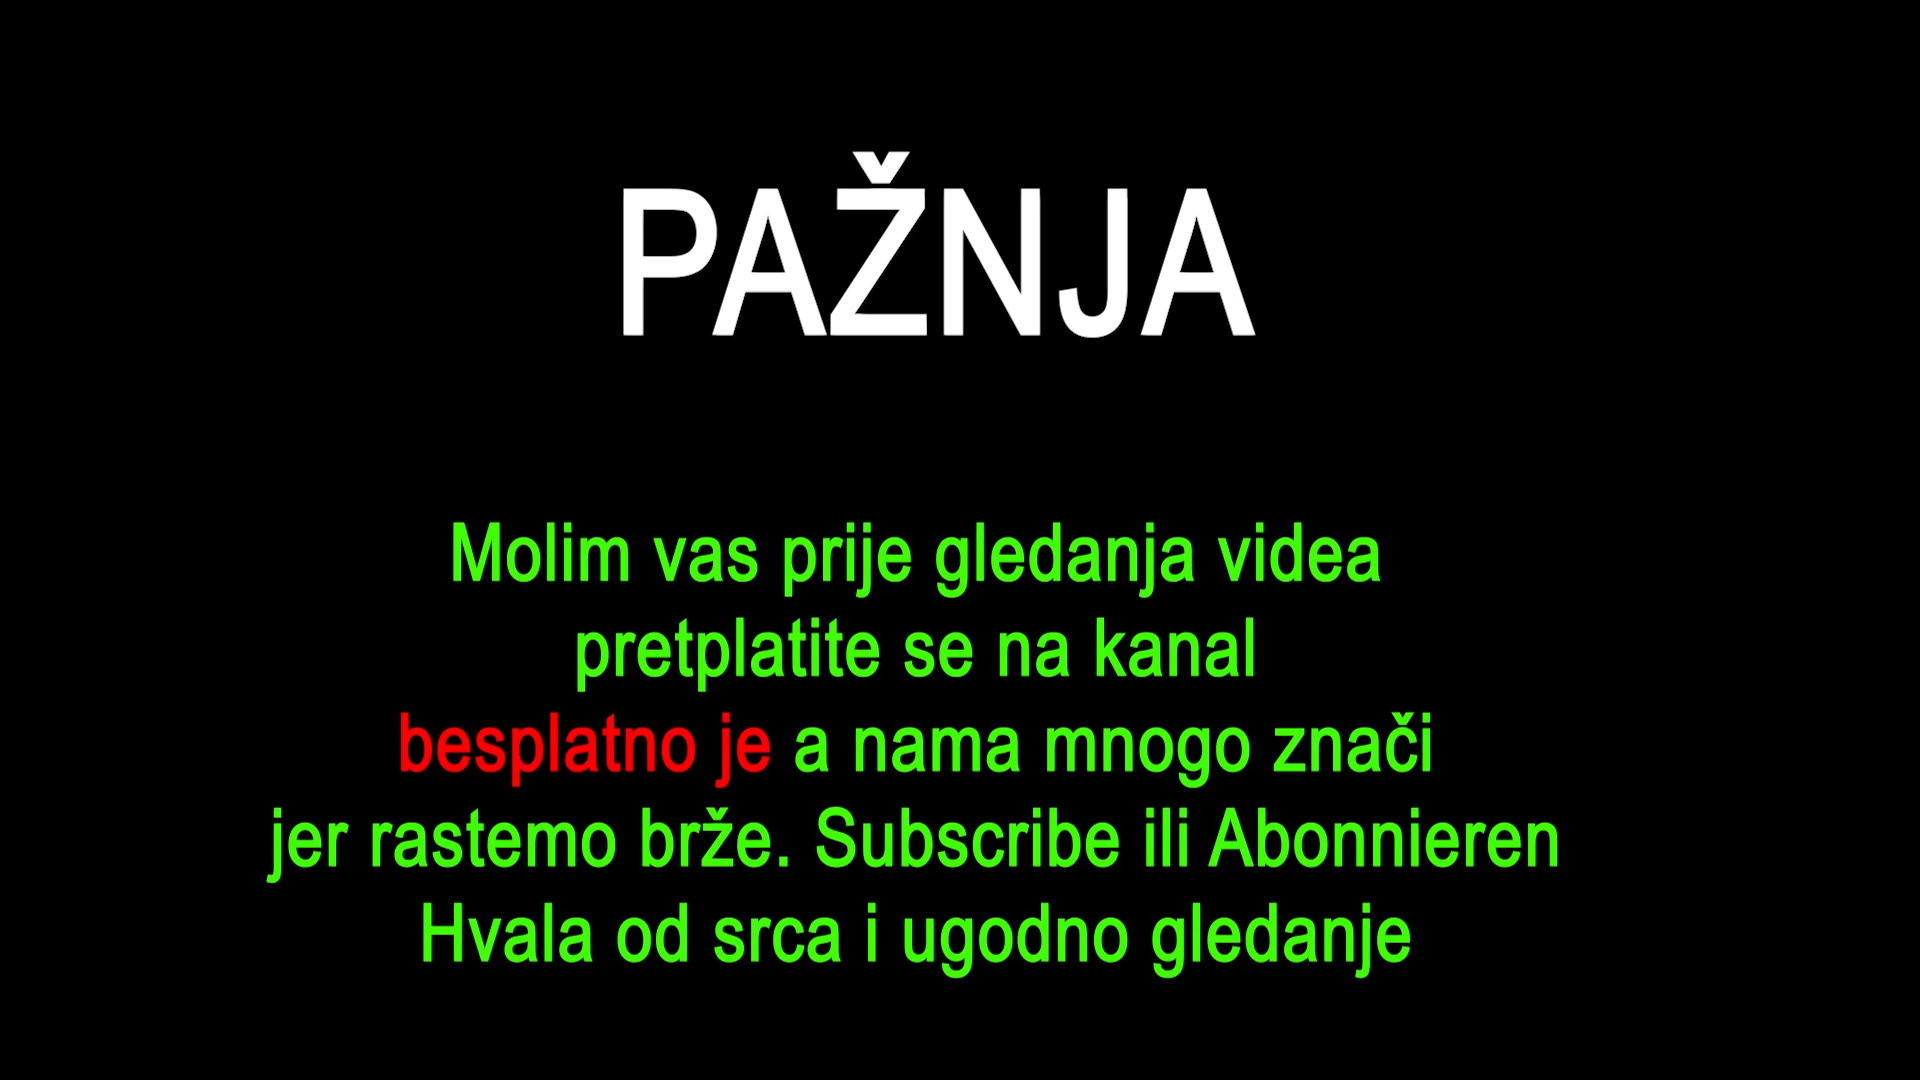 PAŽNJA
Molim vas prije gledanja videa
pretplatite se na kanal
besplatno je a nama mnogo znači
jer rastemo brže. Subscribe ili Abonnieren
Hvala od srca i ugodno gledanje